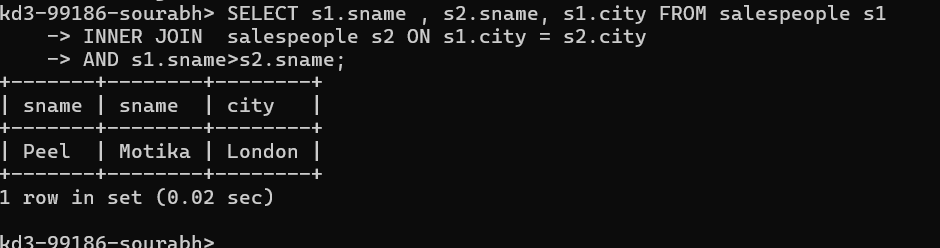 kd3-99186-sourabh> SELECT s1.sname , s2.sname, s1.city FROM salespeople s1
    -> INNER JOIN  salespeople s2 ON s1.city = s2.city
    -> AND s1.sname>s2.sname;
+-------+--------+--------+
| sname | sname  | city   |
+-------+--------+--------+
| Peel  | Motika | London |
+-------+--------+--------+
1 row in set (0.02 sec)
kd3-99186-sourabh>